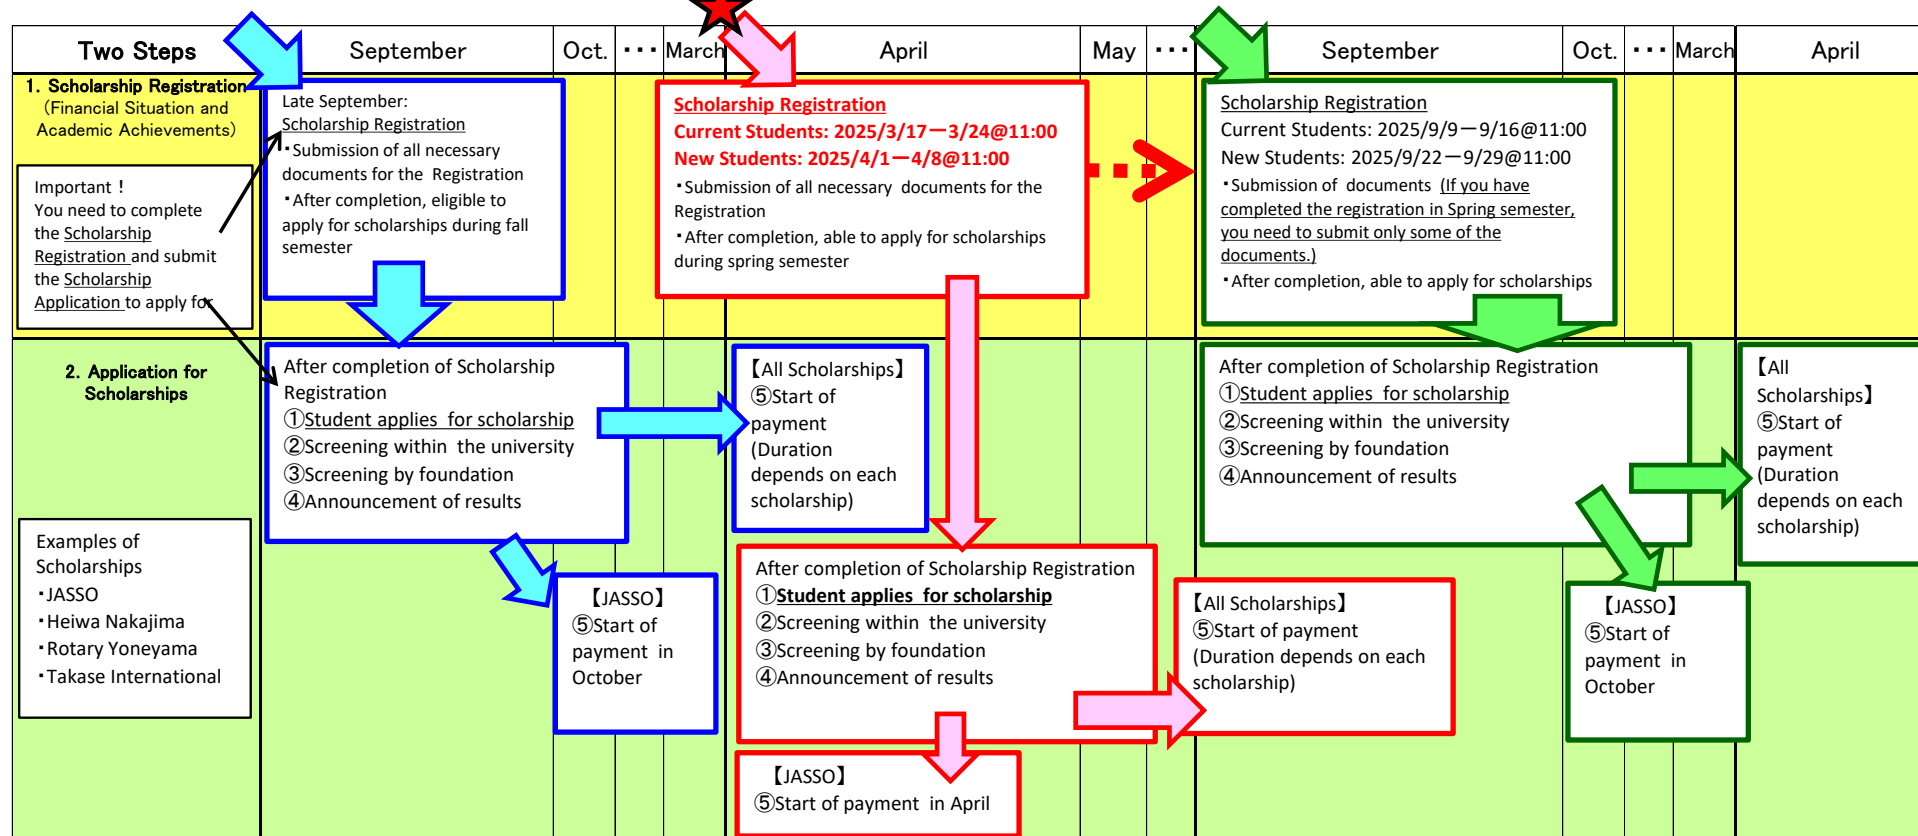 Two Steps
September
Oct.
･･･
March
April
May
･･･
September
Oct.
･･･
March
April
1. Scholarship Registration
(Financial Situation and
Academic Achievements)
Important！
You need to complete
the Scholarship
Registration and submit
the Scholarship
Application to apply for
Late September:
Scholarship Registration
･Submission of all necessary
documents for the  Registration
･After completion, eligible to
apply for scholarships during fall
semester
Scholarship Registration
Current Students: 2025/3/17－3/24@11:00
New Students: 2025/4/1－4/8@11:00
･Submission of all necessary  documents for the
Registration
･After completion, able to apply for scholarships
during spring semester
Scholarship Registration
Current Students: 2025/9/9－9/16@11:00
New Students: 2025/9/22－9/29@11:00
･Submission of  documents  (If you have
completed the registration in Spring semester,
you need to submit only some of the
documents.)
･After completion, able to apply for scholarships
2. Application for
Scholarships
Examples of
Scholarships
･JASSO
･Heiwa Nakajima
･Rotary Yoneyama
･Takase International
After completion of Scholarship
Registration
①Student applies  for scholarship
②Screening within  the university
③Screening by foundation
④Announcement of results
【All Scholarships】
⑤Start of
payment
(Duration
depends on each
scholarship)
【JASSO】
⑤Start of
payment  in
October
After completion of Scholarship Registration
①Student applies  for scholarship
②Screening within  the university
③Screening by foundation
④Announcement of results
【All Scholarships】
⑤Start of payment
(Duration depends on each
scholarship)
【JASSO】
⑤Start of payment  in April
After completion of Scholarship Registration
①Student applies  for scholarship
②Screening within  the university
③Screening by foundation
④Announcement of results
【All
Scholarships】
⑤Start of
payment
(Duration
depends on each
scholarship)
【JASSO】
⑤Start of
payment  in
October